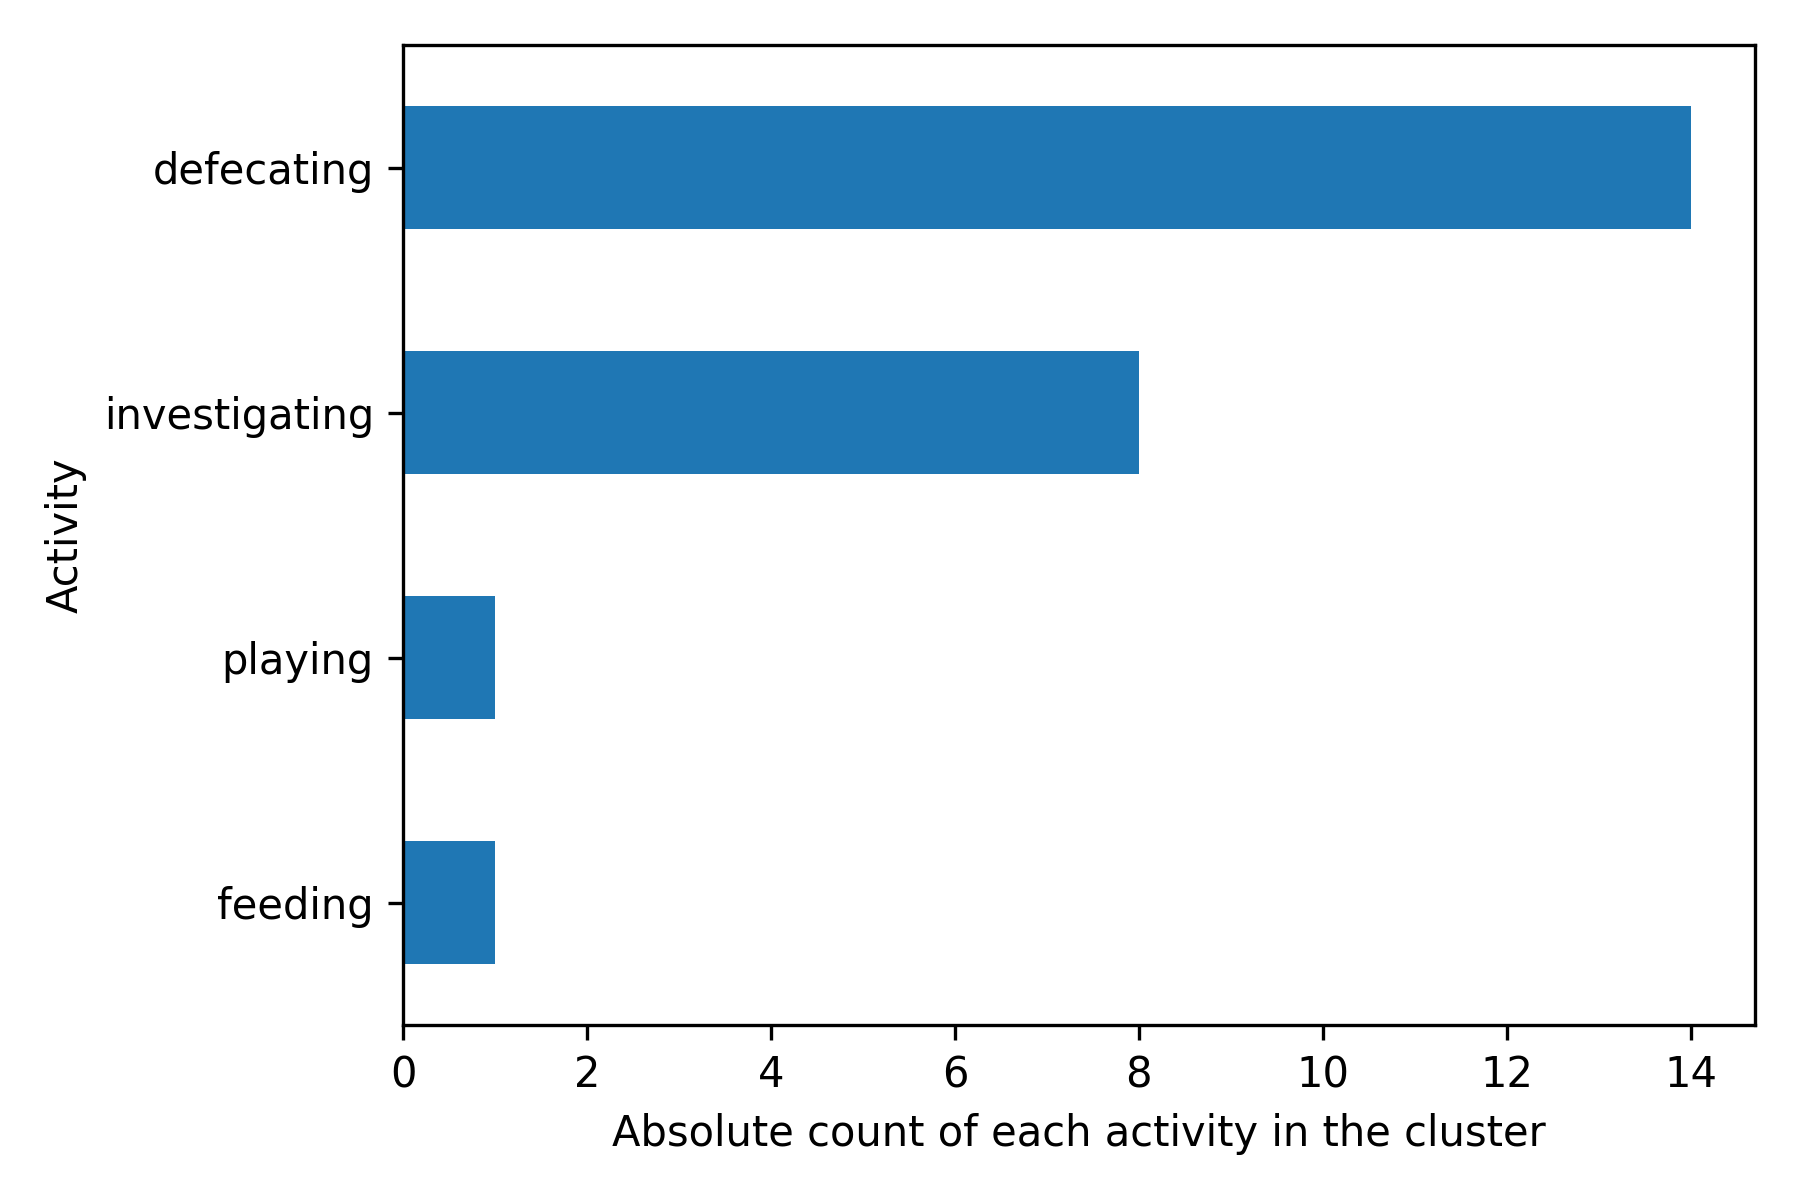 defecating
investigating
playing
feeding
Activity
0 2 4 6 8 10 12 14
Absolute count of each activity in the cluster